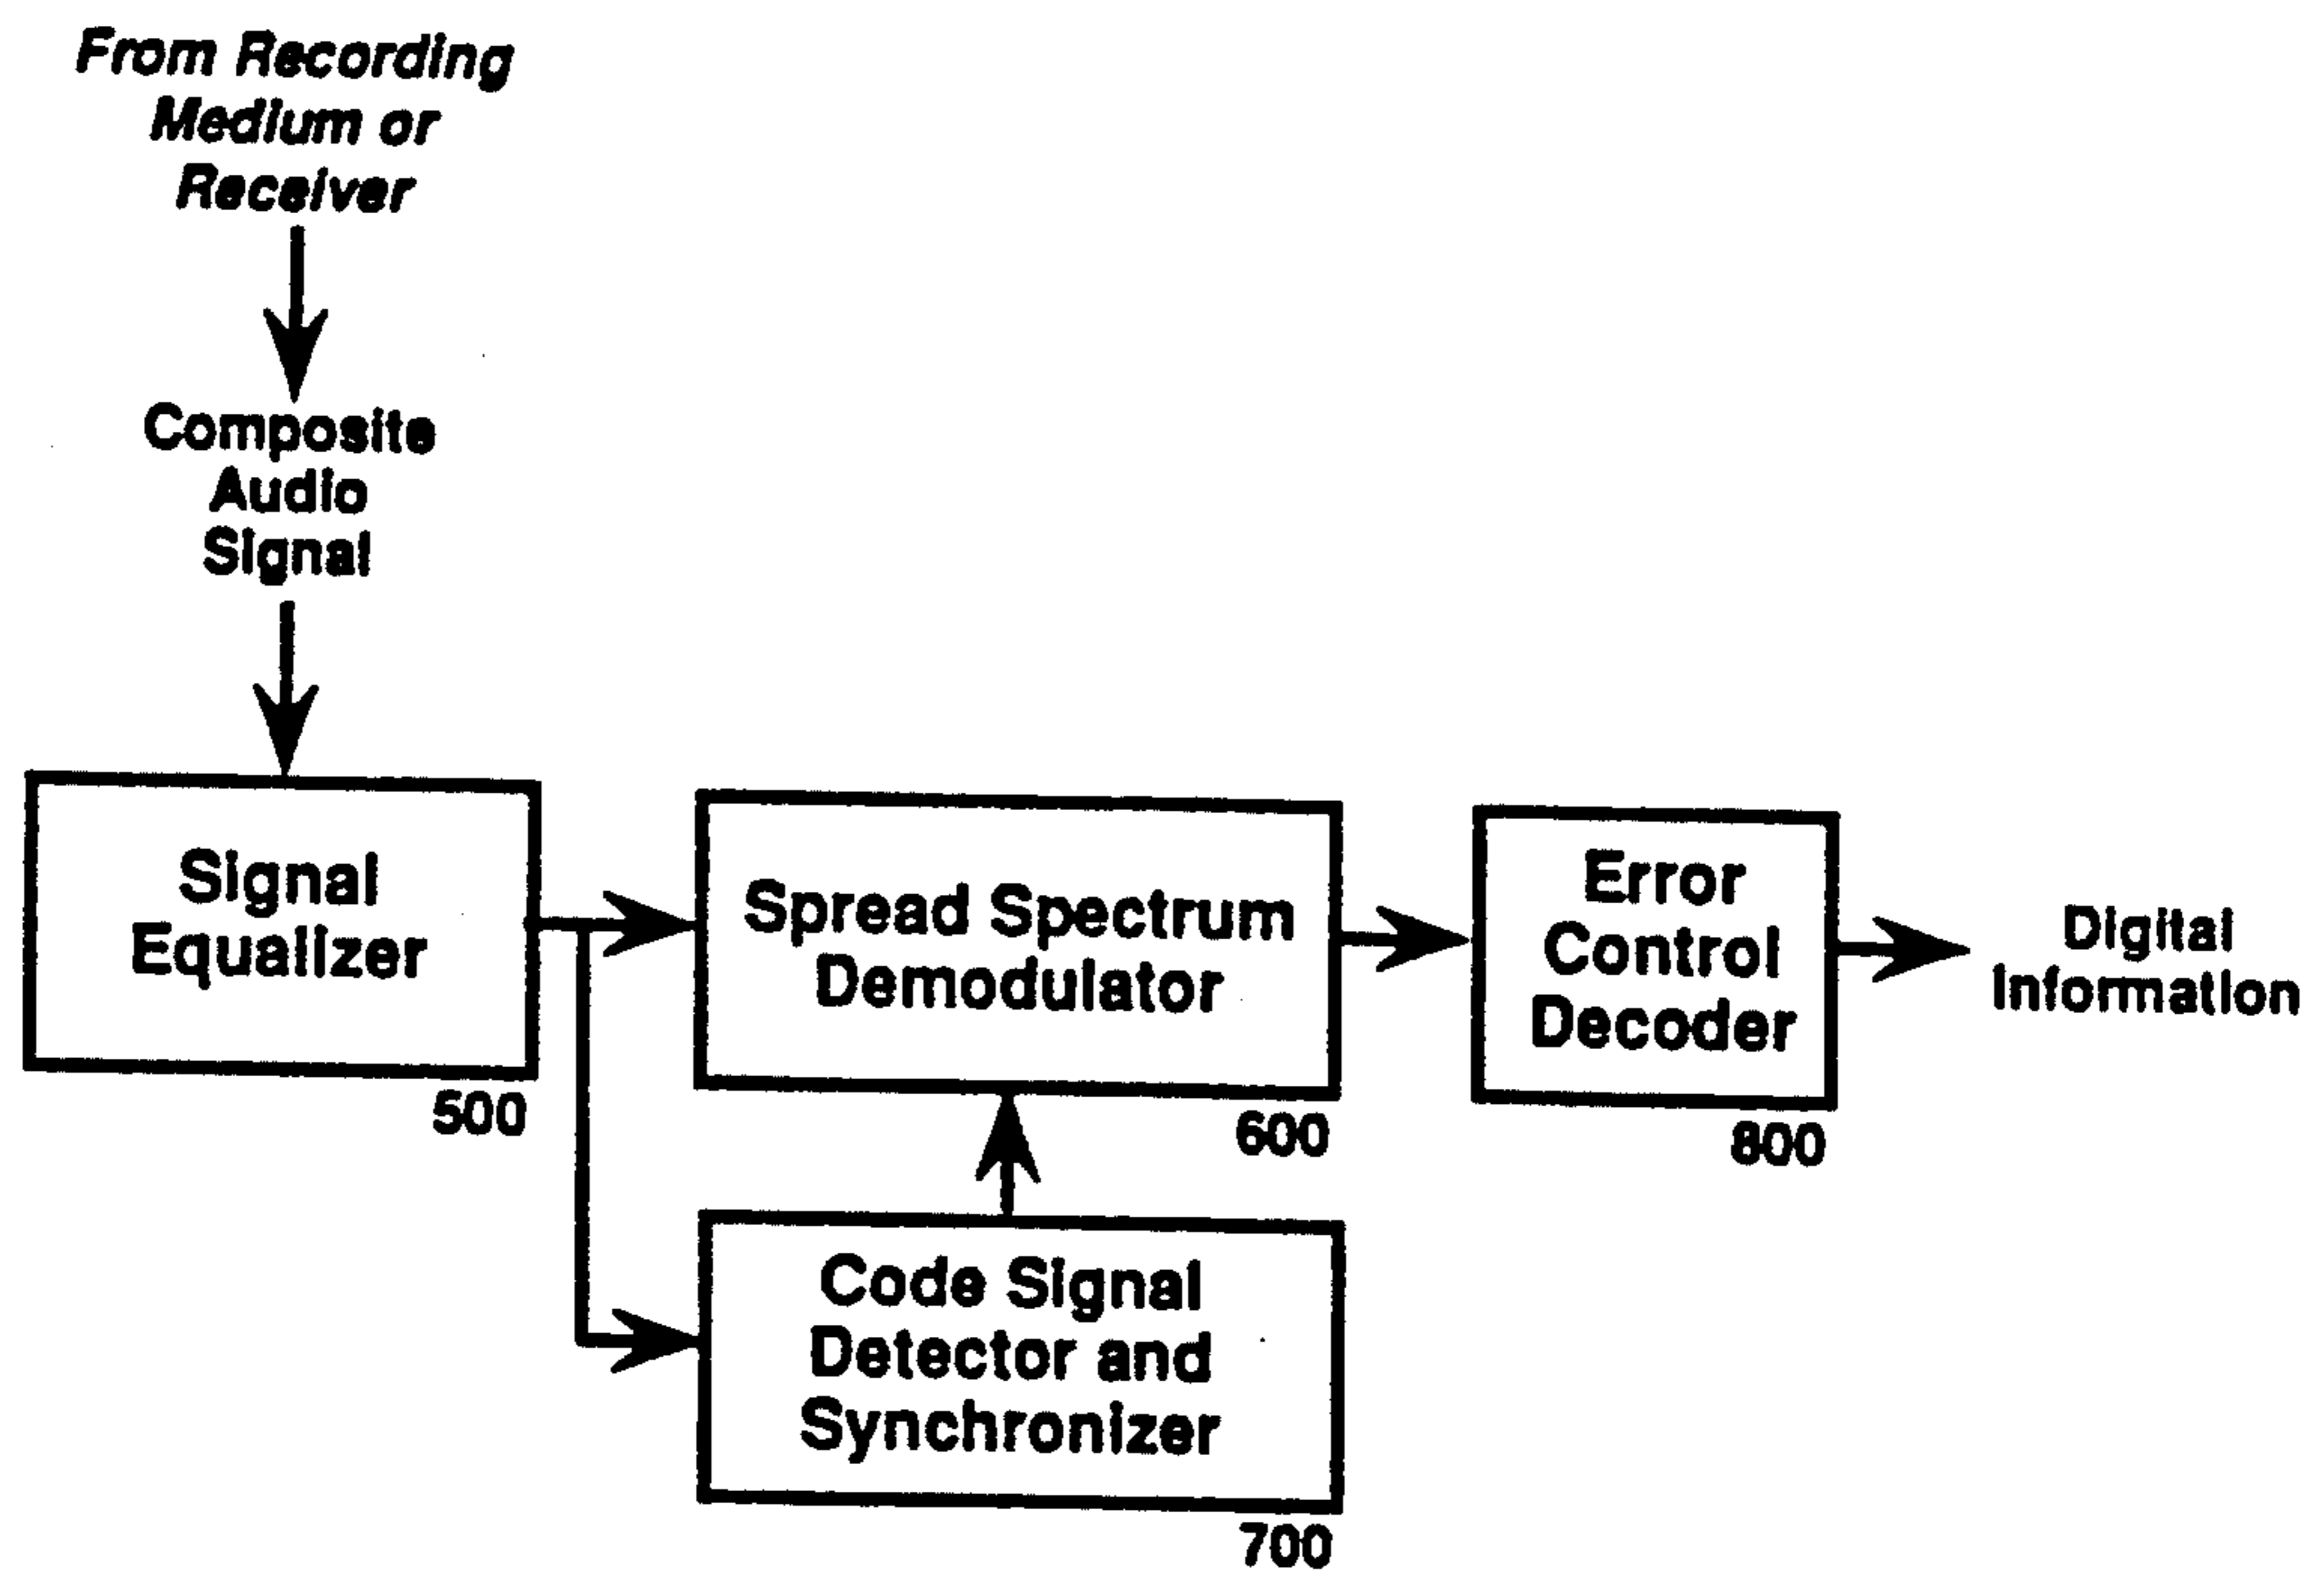 From Recording
Medium or
Receiver
Composite
Audio
Signal
Signal
Equalizer
500
Spread Spectrum
Demodulator
600
Error
Control
Decoder
800
Digital
Information
Code Signal
Detector and
Synchronizer
700